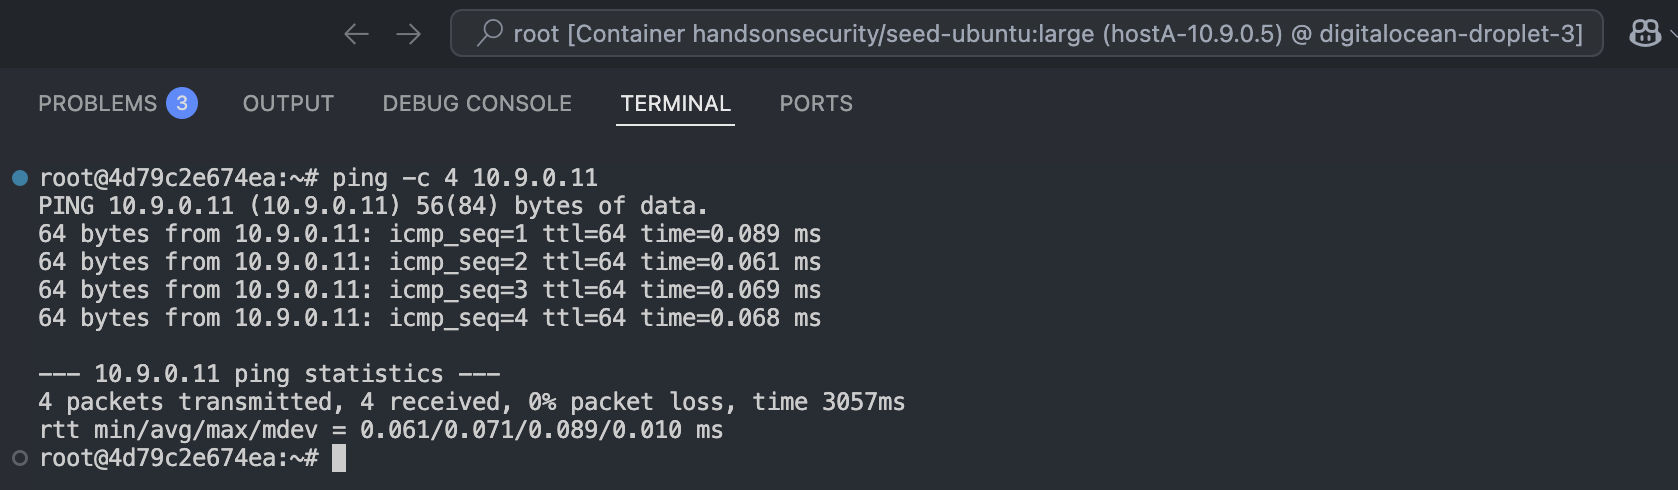 root [Container handsonsecurity/seed-ubuntu:large (hostA-10.9.0.5) @ digitalocean-droplet-3]
PROBLEMS 3 OUTPUT DEBUG CONSOLE TERMINAL PORTS
root@4d79c2e674ea:~# ping -c 4 10.9.0.11
PING 10.9.0.11 (10.9.0.11) 56(84) bytes of data.
64 bytes from 10.9.0.11: icmp_seq=1 ttl=64 time=0.089 ms
64 bytes from 10.9.0.11: icmp_seq=2 ttl=64 time=0.061 ms
64 bytes from 10.9.0.11: icmp_seq=3 ttl=64 time=0.069 ms
64 bytes from 10.9.0.11: icmp_seq=4 ttl=64 time=0.068 ms
--- 10.9.0.11 ping statistics ---
4 packets transmitted, 4 received, 0% packet loss, time 3057ms
rtt min/avg/max/mdev = 0.061/0.071/0.089/0.010 ms
root@4d79c2e674ea:~#